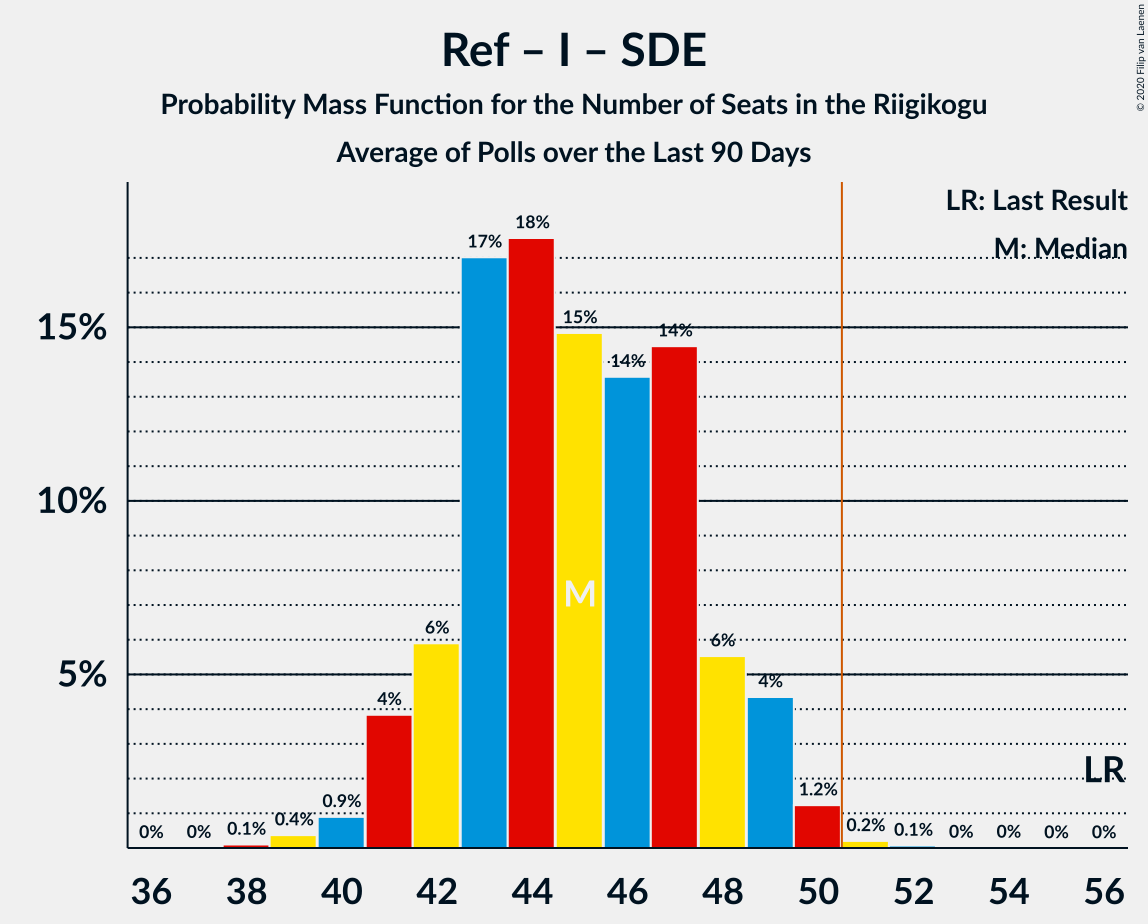 Ref – I – SDE
Probability Mass Function for the Number of Seats in the Riigikogu
Average of Polls over the Last 90 Days
© 2020 Filip van Laenen
LR: Last Result
M: Median
15%
10%
5%
0%
0%
0.1%
0.4%
0.9%
4%
6%
17%
18%
15%
14%
14%
6%
4%
1.2%
0.2%
0.1%
0%
0%
0%
0%
M
LR
36 38 40 42 44 46 48 50 52 54 56